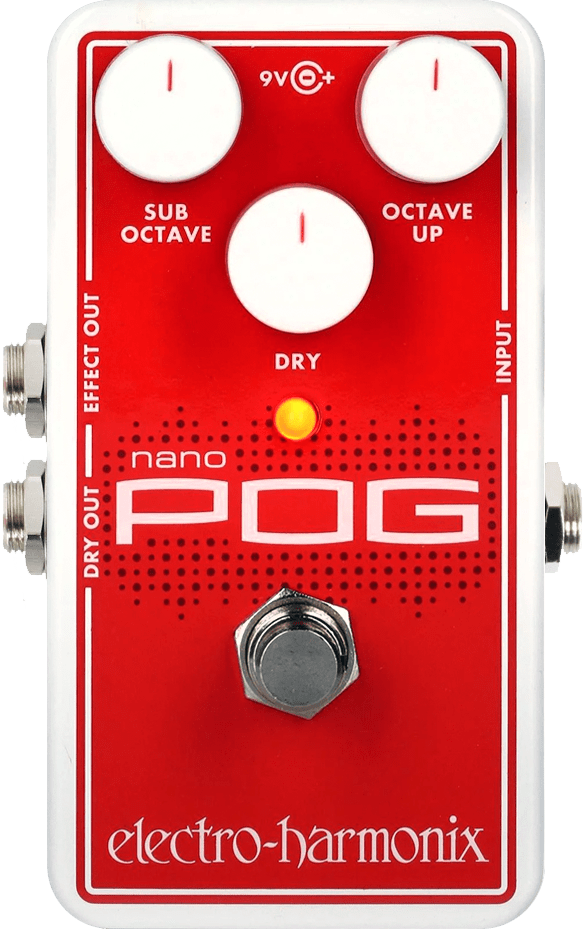 9V
SUB
OCTAVE
OCTAVE
UP
DRY
EFFECT OUT
INPUT
DRY OUT
nano
POG
electro-harmonix